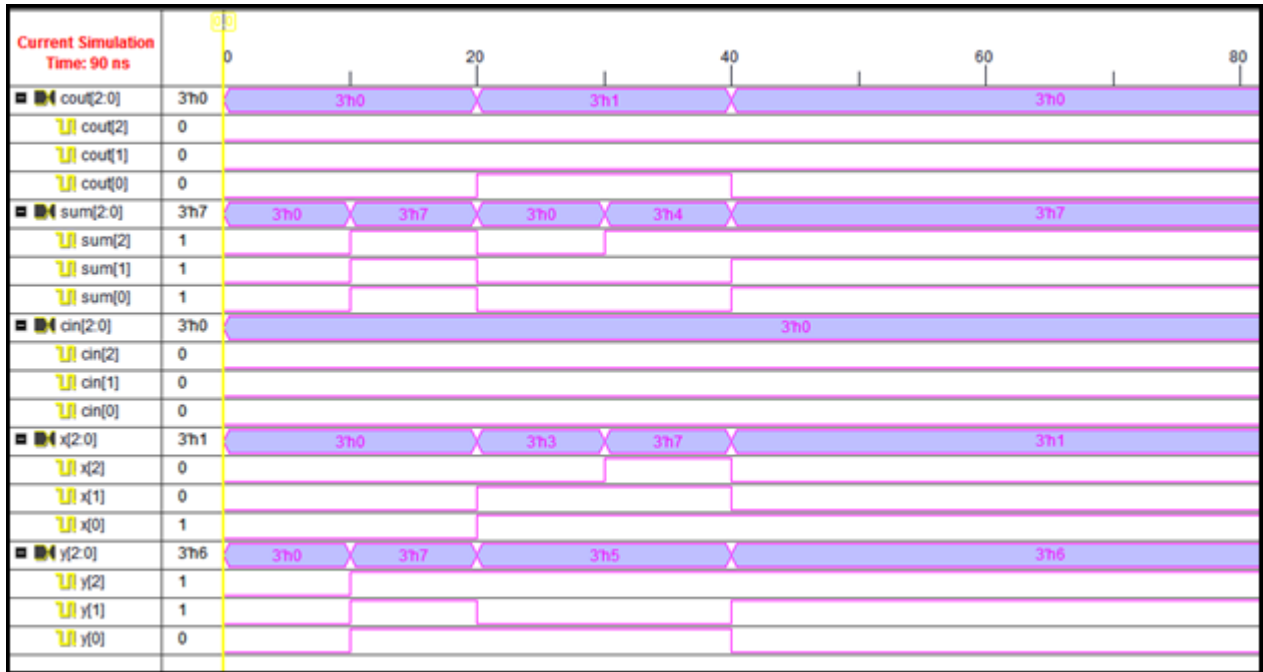 0.0
Current Simulation
Time: 90 ns
0 20 40 60 80
cout[2:0] 3'h0 3'h0 3'h1 3'h0
cout[2] 0
cout[1] 0
cout[0] 0
sum[2:0] 3'h7 3'h0 3'h7 3'h0 3'h4 3'h7
sum[2] 1
sum[1] 1
sum[0] 1
cin[2:0] 3'h0 3'h0
cin[2] 0
cin[1] 0
cin[0] 0
x[2:0] 3'h1 3'h0 3'h3 3'h7 3'h1
x[2] 0
x[1] 0
x[0] 1
y[2:0] 3'h6 3'h0 3'h7 3'h5 3'h6
y[2] 1
y[1] 1
y[0] 0